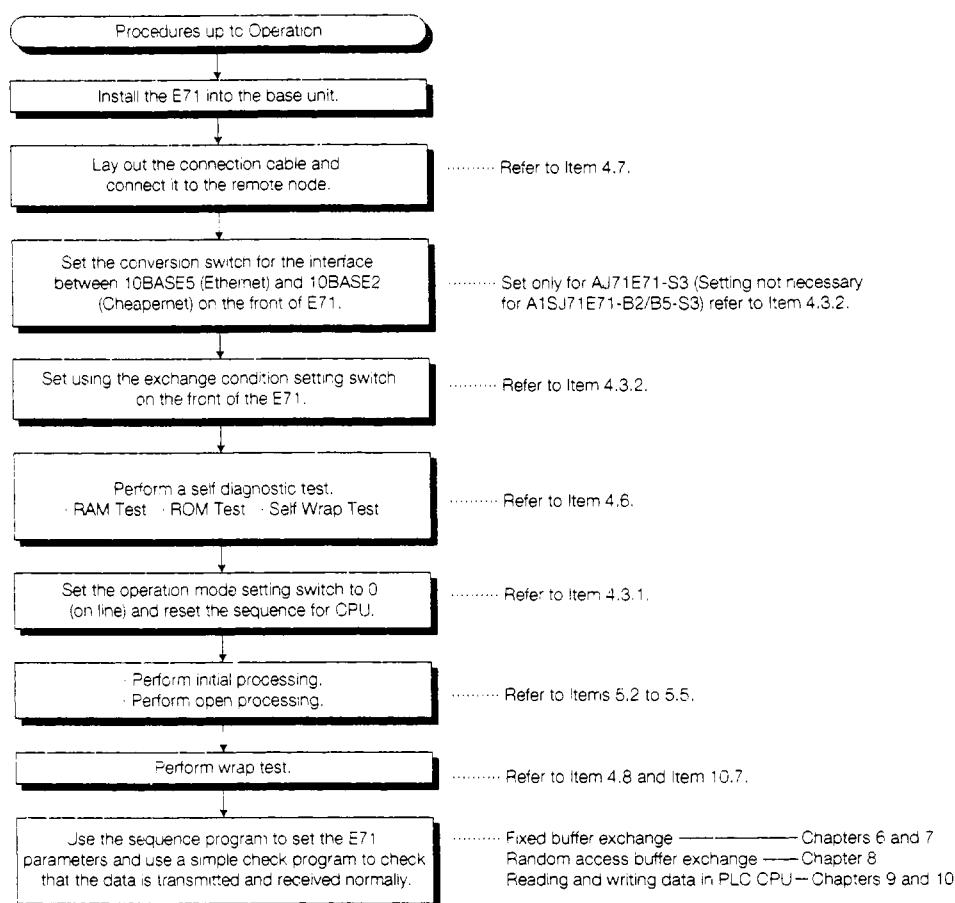 Procedures up to Operation
Install the E71 into the base unit.
Lay out the connection cable and
connect it to the remote node.
········· Refer to Item 4.7.
Set the conversion switch for the interface
between 10BASE5 (Ethernet) and 10BASE2
(Cheapernet) on the front of E71.
········· Set only for AJ71E71-S3 (Setting not necessary
for A1SJ71E71-B2/B5-S3) refer to Item 4.3.2.
Set using the exchange condition setting switch
on the front of the E71.
········· Refer to Item 4.3.2.
Perform a self diagnostic test.
· RAM Test · ROM Test · Self Wrap Test
········· Refer to Item 4.6.
Set the operation mode setting switch to 0
(on line) and reset the sequence for CPU.
········· Refer to Item 4.3.1.
· Perform initial processing.
· Perform open processing.
········· Refer to Items 5.2 to 5.5.
Perform wrap test.
········· Refer to Item 4.8 and Item 10.7.
Use the sequence program to set the E71
parameters and use a simple check program to check
that the data is transmitted and received normally.
········· Fixed buffer exchange ———— Chapters 6 and 7
Random access buffer exchange —— Chapter 8
Reading and writing data in PLC CPU — Chapters 9 and 10